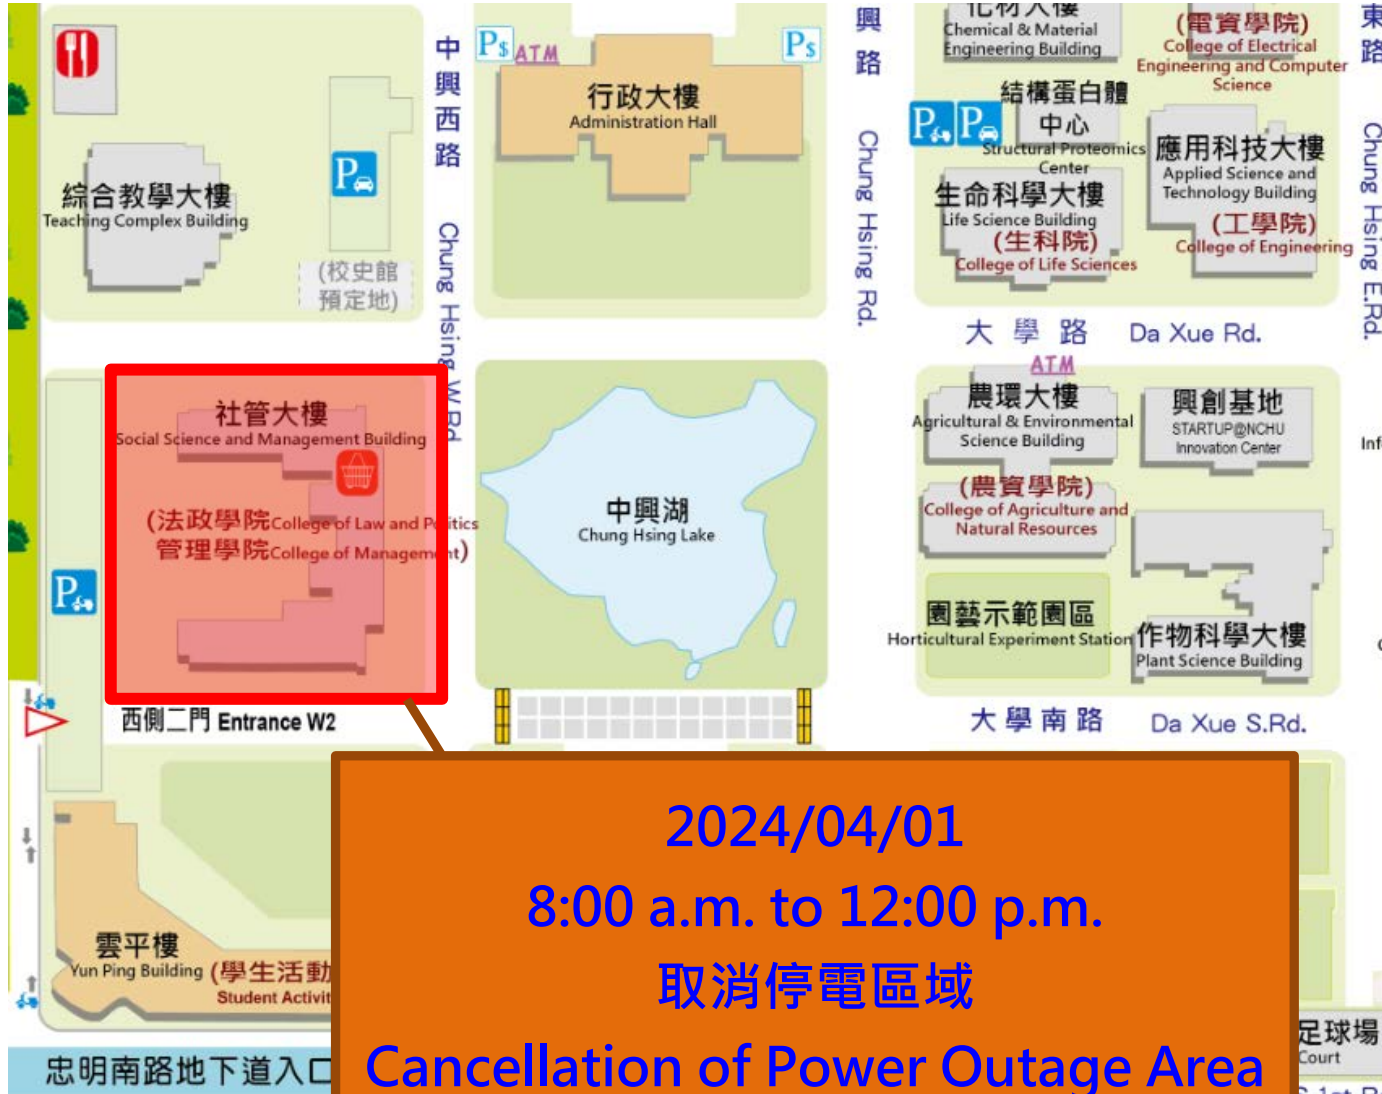 中興西路 Chung Hsing W.Rd
P$
ATM
P$
行政大樓
Administration Hall
綜合教學大樓
Teaching Complex Building
P
(校史館
預定地)
興路 Chung Hsing Rd.
Chemical & Material
Engineering Building
(電資學院)
College of Electrical
Engineering and Computer
Science
東路 Chung Hsing E.Rd.
P
P
結構蛋白體
中心
Structural Proteomics
Center
應用科技大樓
Applied Science and
Technology Building
(工學院)
College of Engineering
生命科學大樓
Life Science Building
(生科院)
College of Life Sciences
大學路 Da Xue Rd.
社管大樓
Social Science and Management Building
(法政學院College of Law and Politics
管理學院College of Management)
P
中興湖
Chung Hsing Lake
ATM
農環大樓
Agricultural & Environmental
Science Building
(農資學院)
College of Agriculture and
Natural Resources
興創基地
STARTUP@NCHU
Innovation Center
Inf
園藝示範園區
Horticultural Experiment Station
作物科學大樓
Plant Science Building
西側二門 Entrance W2
大學南路 Da Xue S.Rd.
雲平樓
Yun Ping Building
(學生活動
Student Activit
2024/04/01
8:00 a.m. to 12:00 p.m.
取消停電區域
Cancellation of Power Outage Area
足球場
Court
忠明南路地下道入口